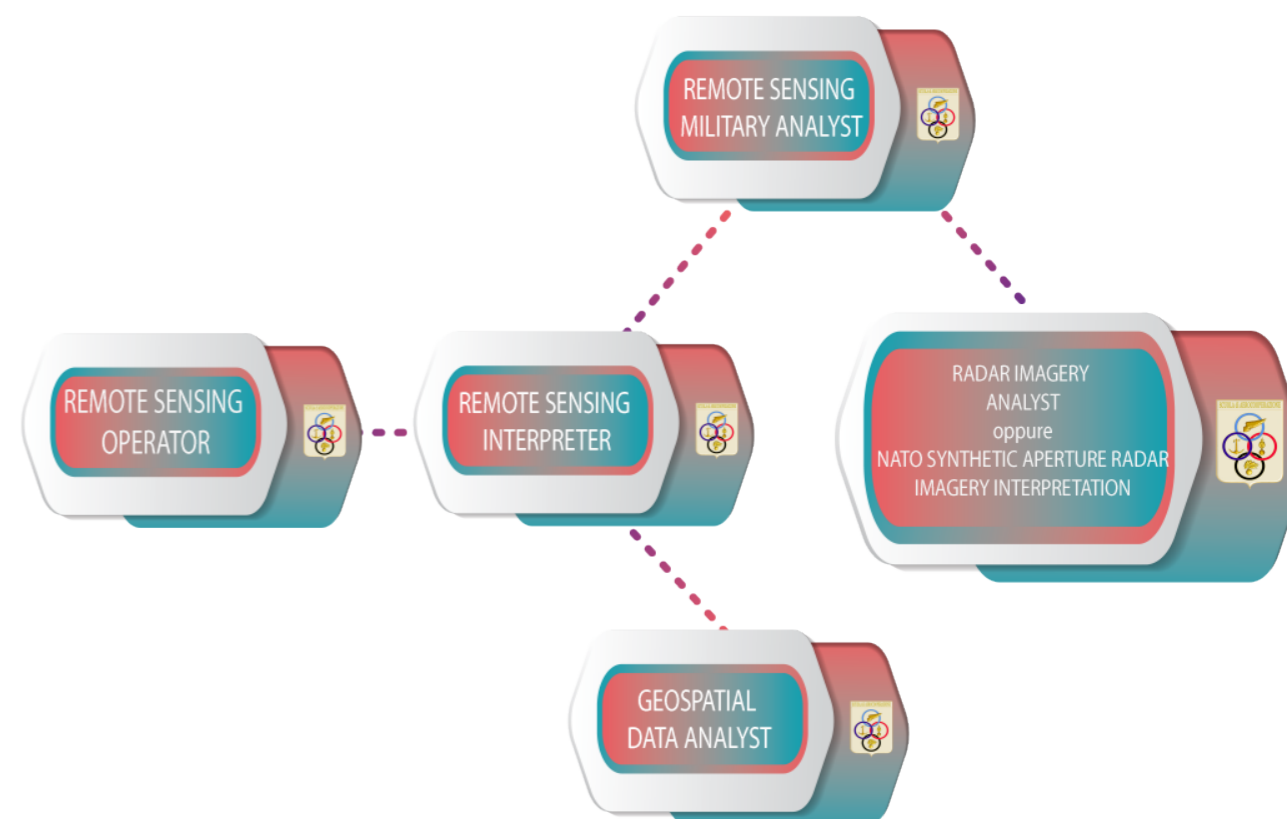 REMOTE SENSING
MILITARY ANALYST
REMOTE SENSING
OPERATOR
REMOTE SENSING
INTERPRETER
RADAR IMAGERY
ANALYST
oppure
NATO SYNTHETIC APERTURE RADAR
IMAGERY INTERPRETATION
GEOSPATIAL
DATA ANALYST